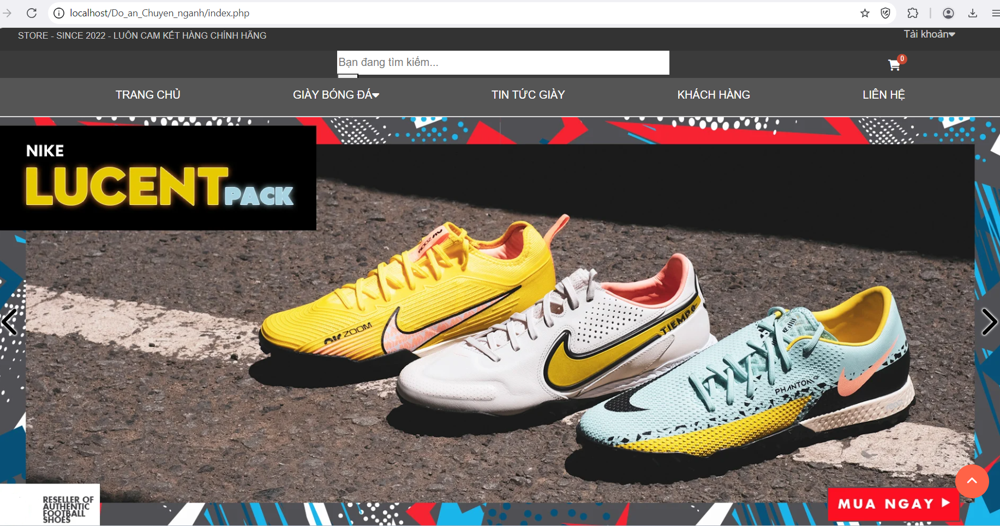 localhost/Do_an_Chuyen_nganh/index.php
STORE - SINCE 2022 - LUÔN CAM KẾT HÀNG CHÍNH HÃNG
Tài khoản
Bạn đang tìm kiếm...
0
TRANG CHỦ
GIÀY BÓNG ĐÁ
TIN TỨC GIÀY
KHÁCH HÀNG
LIÊN HỆ
NIKE
LUCENT PACK
ZOOM
TIEMPO
PHANTOM
RESELLER OF
AUTHENTIC
FOOTBALL
SHOES
MUA NGAY